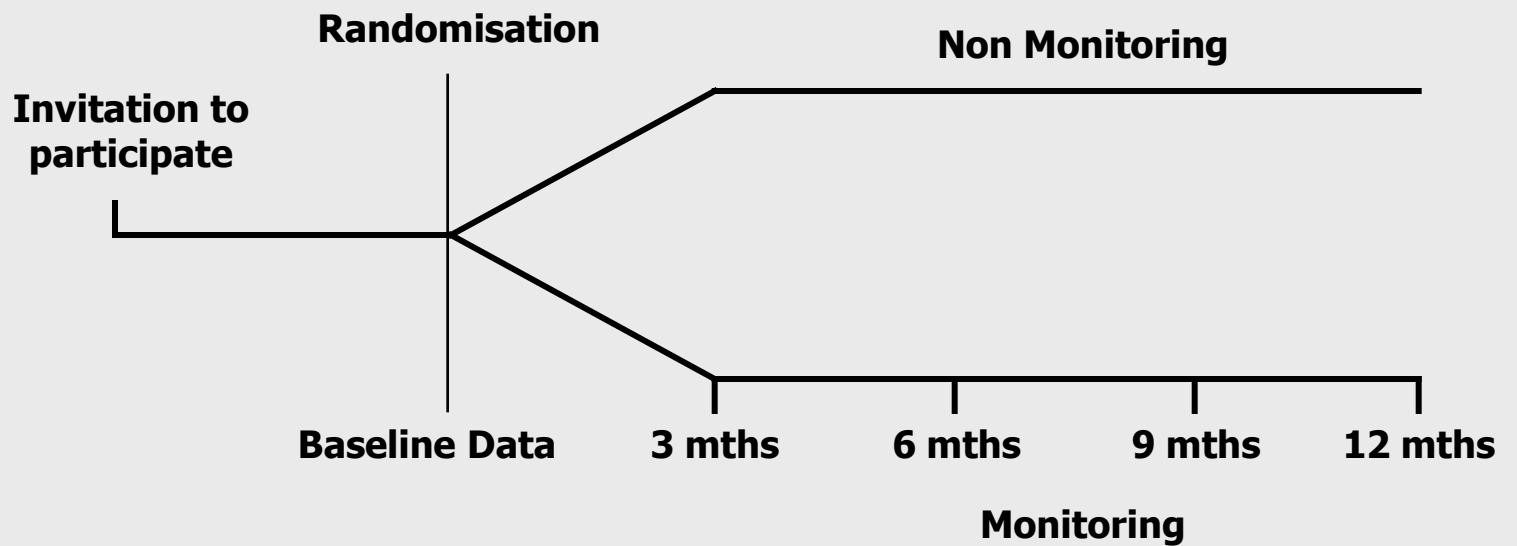 Randomisation
Non Monitoring
Invitation to
participate
Baseline Data
3 mths
6 mths
9 mths
12 mths
Monitoring